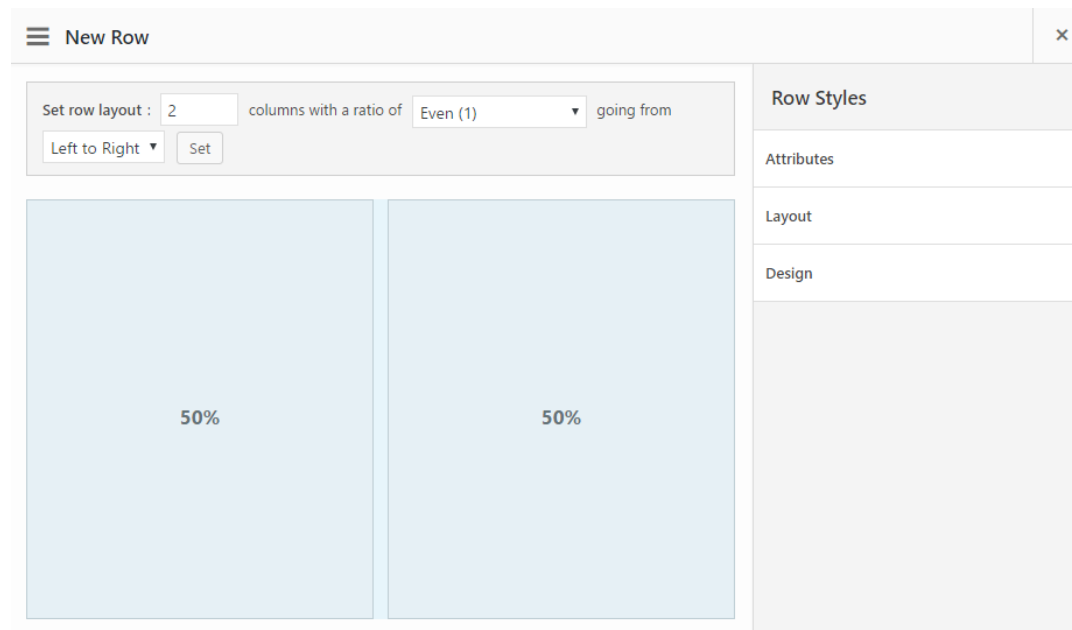 New Row
×
Set row layout : 2 columns with a ratio of Even (1) going from
Left to Right Set
50% 50%
Row Styles
Attributes
Layout
Design